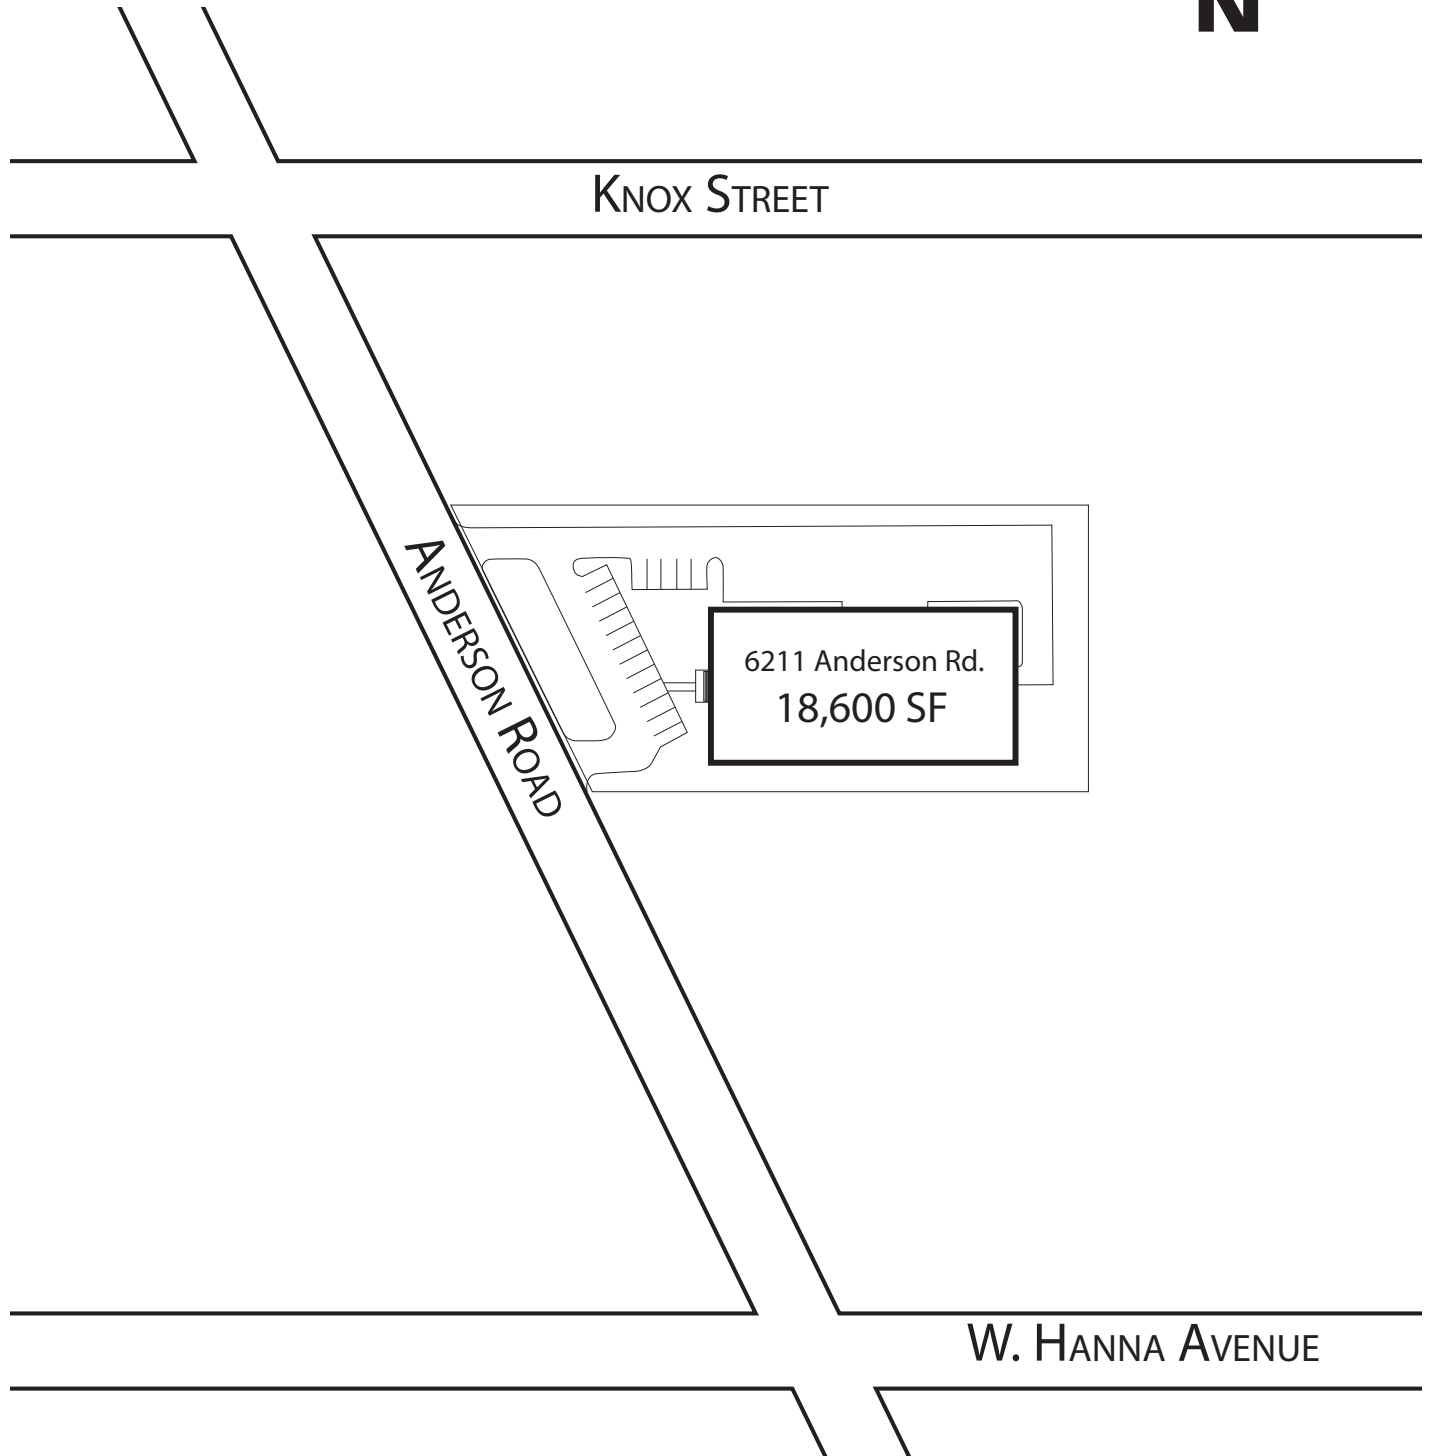 N
KNOX STREET
ANDERSON ROAD
6211 Anderson Rd.
18,600 SF
W. HANNA AVENUE